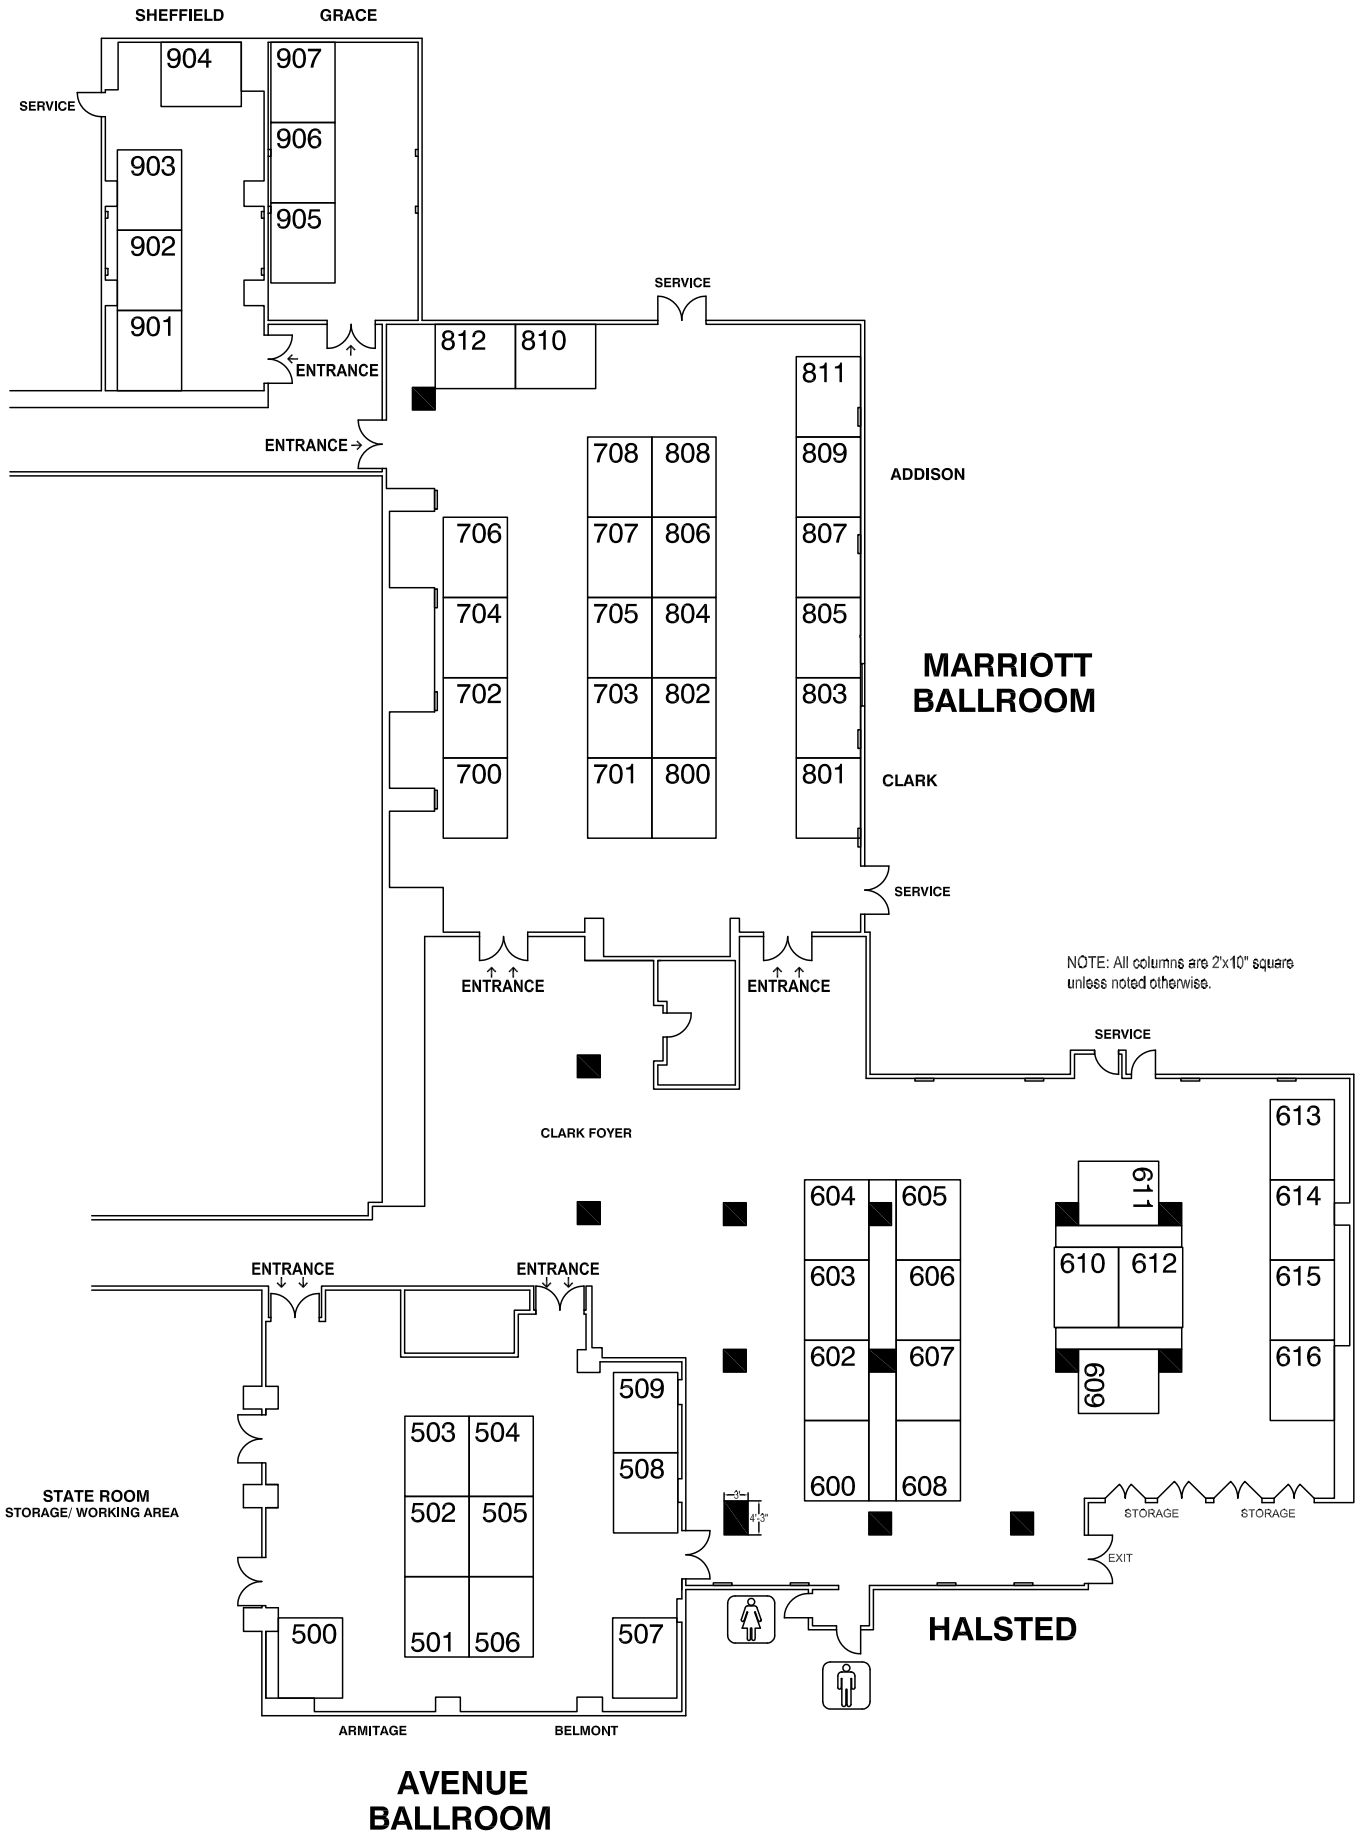 SHEFFIELD GRACE
904 907
SERVICE
906
903
905
902
SERVICE
901
812 810
ENTRANCE
811
ENTRANCE
708 808 809
ADDISON
706 707 806 807
704 705 804 805
MARRIOTT
BALLROOM
702 703 802 803
700 701 800 801
CLARK
SERVICE
NOTE: All columns are 2'x10" square
unless noted otherwise.
ENTRANCE ENTRANCE
SERVICE
613
CLARK FOYER
611
604 605 614
ENTRANCE ENTRANCE
603 606 610 612 615
602 607 616
509 609
503 504
508
600 608
STATE ROOM
STORAGE/ WORKING AREA
3'
4'-3"
502 505
STORAGE STORAGE
EXIT
500 501 506 507
HALSTED
ARMITAGE BELMONT
AVENUE
BALLROOM